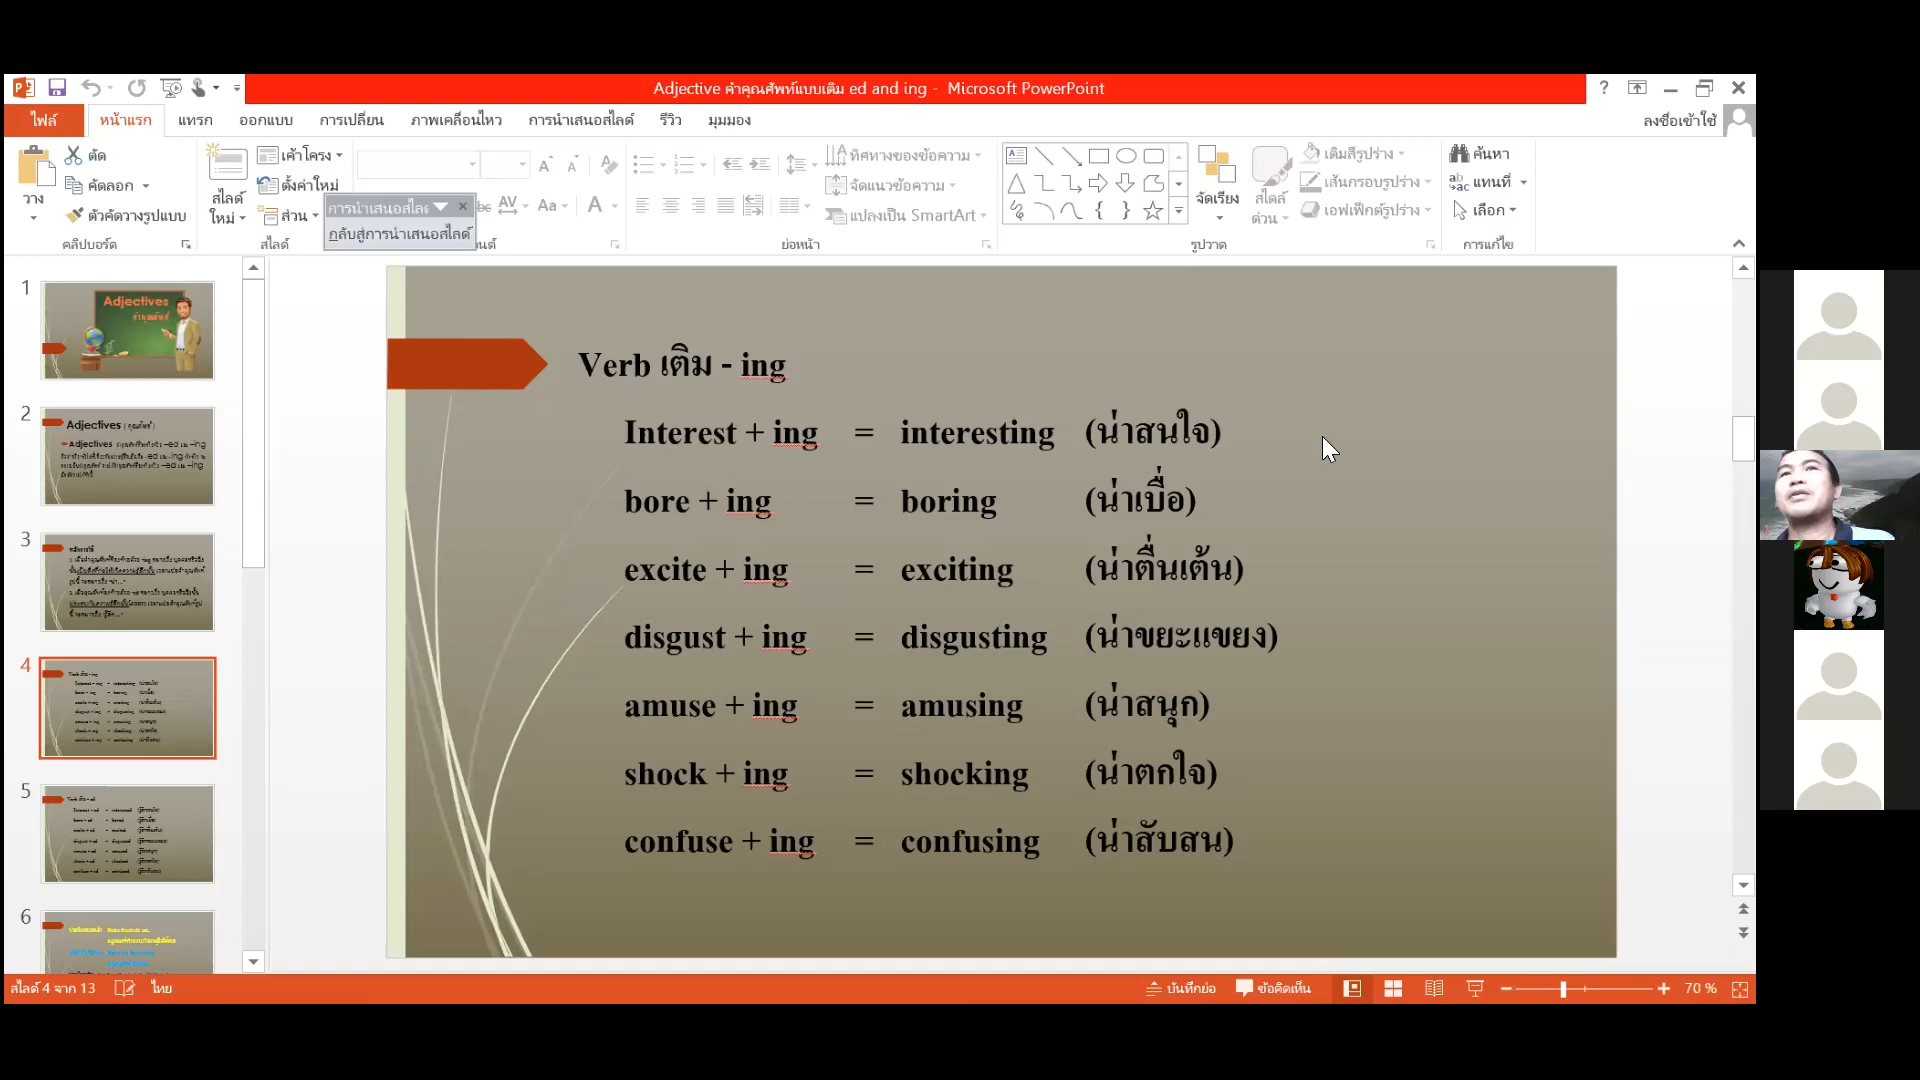 Adjective คำคุณศัพท์แบบเติม ed and ing - Microsoft PowerPoint
ไฟล์ หน้าแรก แทรก ออกแบบ การเปลี่ยน ภาพเคลื่อนไหว การนำเสนอสไลด์ รีวิว มุมมอง ลงชื่อเข้าใช้
วาง
ตัด
คัดลอก
ตัวคัดวางรูปแบบ
คลิปบอร์ด
สไลด์ใหม่
เค้าโครง
ตั้งค่าใหม่
ส่วน
สไลด์
การนำเสนอสไล
กลับสู่การนำเสนอสไลด์
ทิศทางของข้อความ
จัดแนวข้อความ
แปลงเป็น SmartArt
ย่อหน้า
จัดเรียง
สไตล์ด่วน
เติมสีรูปร่าง
เส้นกรอบรูปร่าง
เอฟเฟ็กต์รูปร่าง
รูปวาด
ค้นหา
แทนที่
เลือก
การแก้ไข
1
Adjectives
คำคุณศัพท์
2
Adjectives (คุณศัพท์)
3
4
5
6
Verb เติม - ing
Interest + ing = interesting (น่าสนใจ)
bore + ing = boring (น่าเบื่อ)
excite + ing = exciting (น่าตื่นเต้น)
disgust + ing = disgusting (น่าขยะแขยง)
amuse + ing = amusing (น่าสนุก)
shock + ing = shocking (น่าตกใจ)
confuse + ing = confusing (น่าสับสน)
สไลด์ 4 จาก 13 ไทย บันทึกย่อ ข้อคิดเห็น 70 %